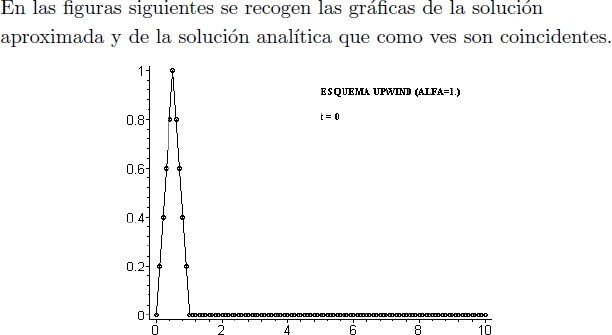 En las figuras siguientes se recogen las gráficas de la solución
aproximada y de la solución analítica que como ves son coincidentes.
1
ESQUEMA UPWIND (ALFA=1.)
0.8
t = 0
0.6
0.4
0.2
0
0 2 4 6 8 10